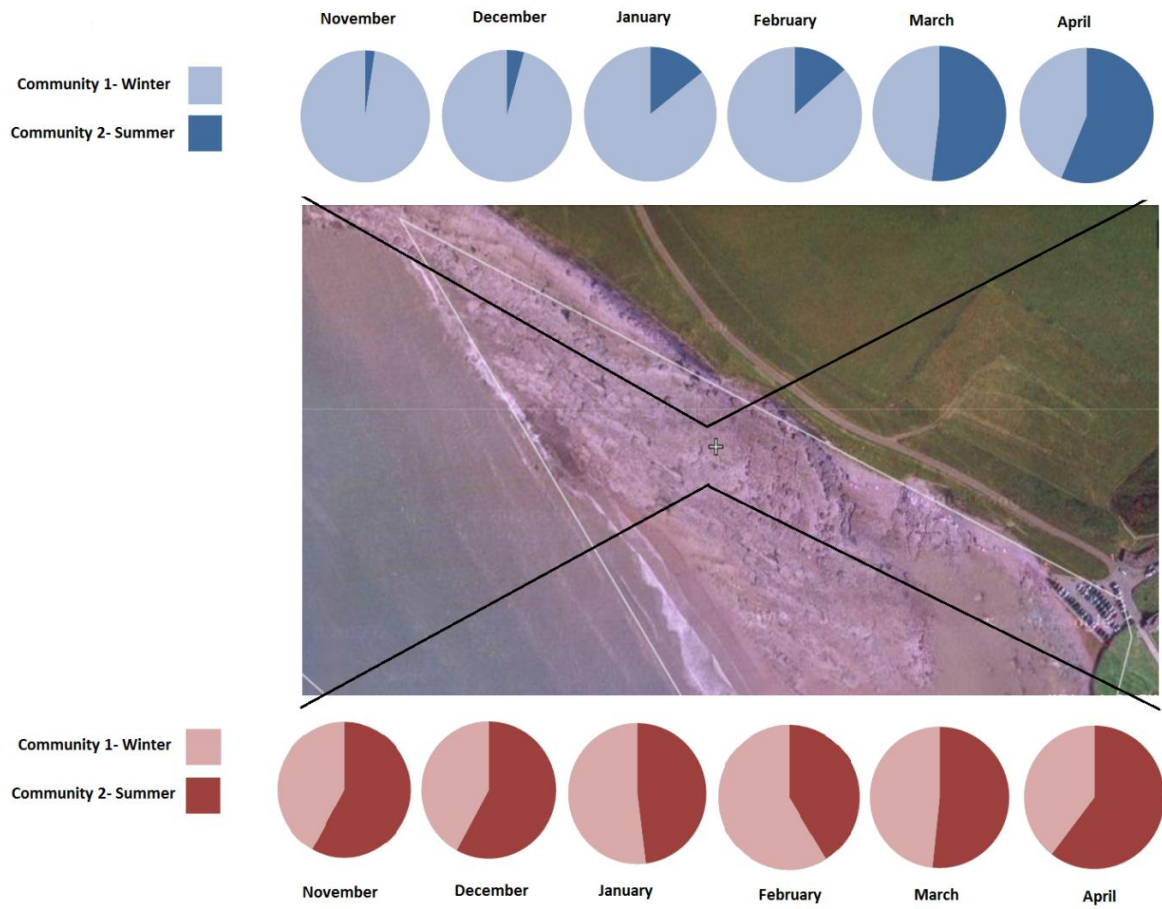 November
December
January
February
March
April
Community 1- Winter
Community 2- Summer
Community 1- Winter
Community 2- Summer
November
December
January
February
March
April